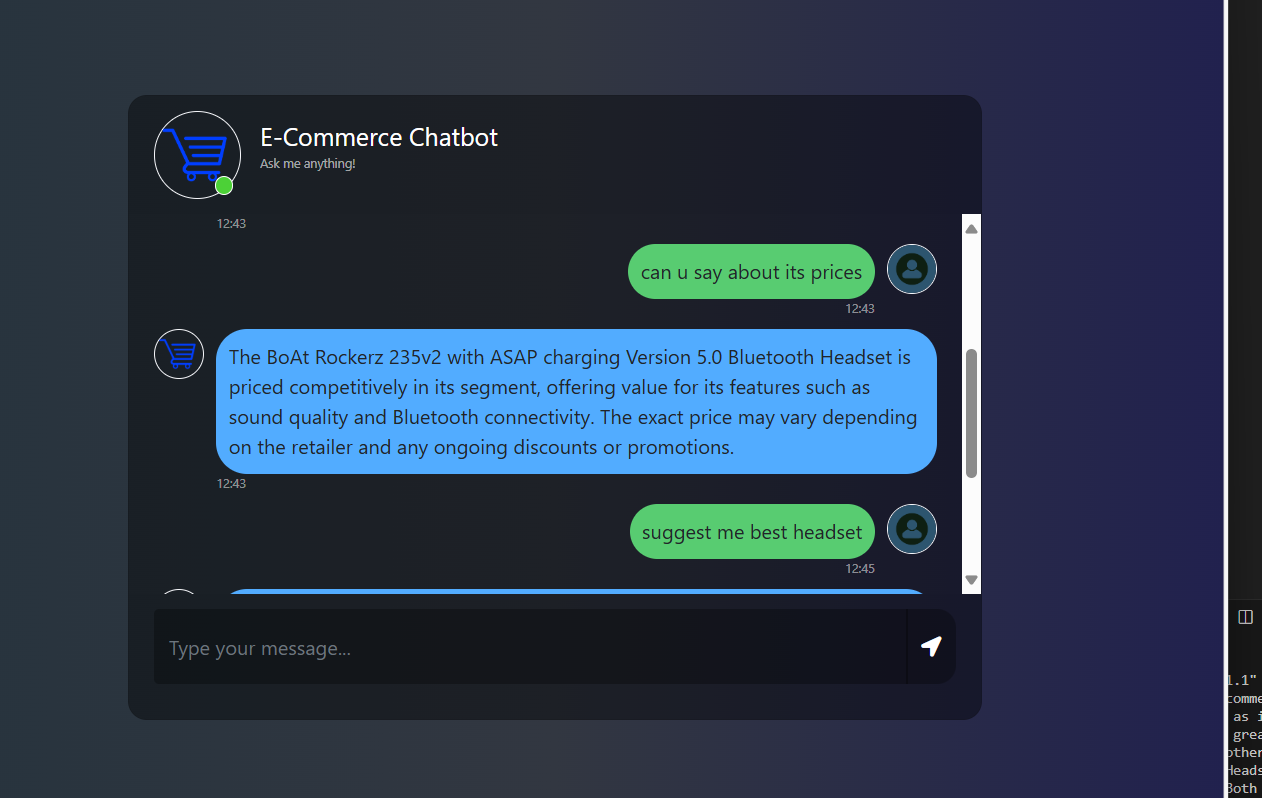 E-Commerce Chatbot
Ask me anything!
12:43
can u say about its prices
12:43
The BoAt Rockerz 235v2 with ASAP charging Version 5.0 Bluetooth Headset is
priced competitively in its segment, offering value for its features such as
sound quality and Bluetooth connectivity. The exact price may vary depending
on the retailer and any ongoing discounts or promotions.
12:43
suggest me best headset
12:45
Type your message...
1.1"
comme
as i
grea
other
Heads
Both